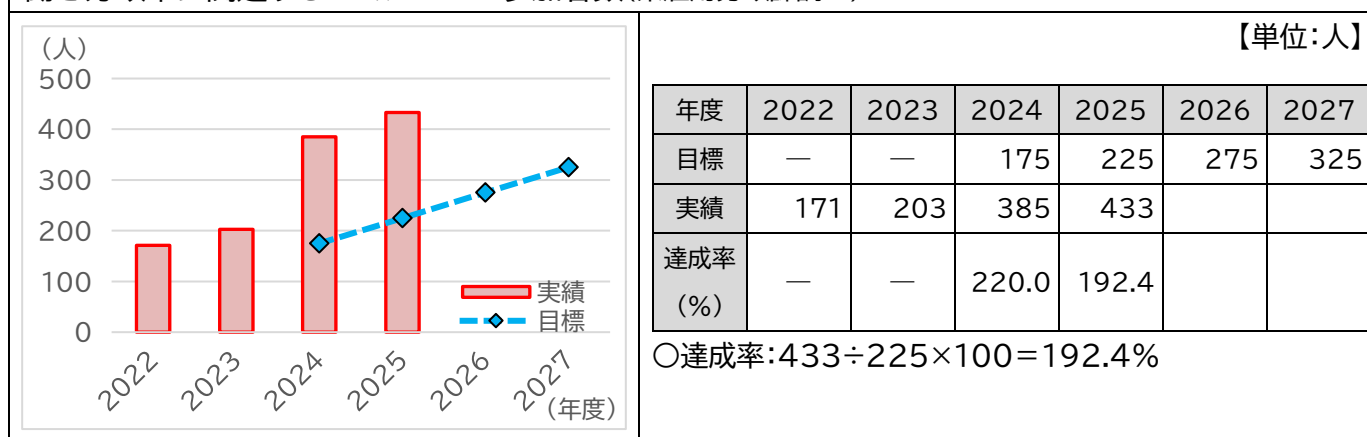 (人)
500
400
300
200
100
0
実績
目標
2022 2023 2024 2025 2026 2027
(年度)
【単位:人】
年度 2022 2023 2024 2025 2026 2027
目標 ― ― 175 225 275 325
実績 171 203 385 433
達成率(%) ― ― 220.0 192.4
○達成率:433÷225×100=192.4%